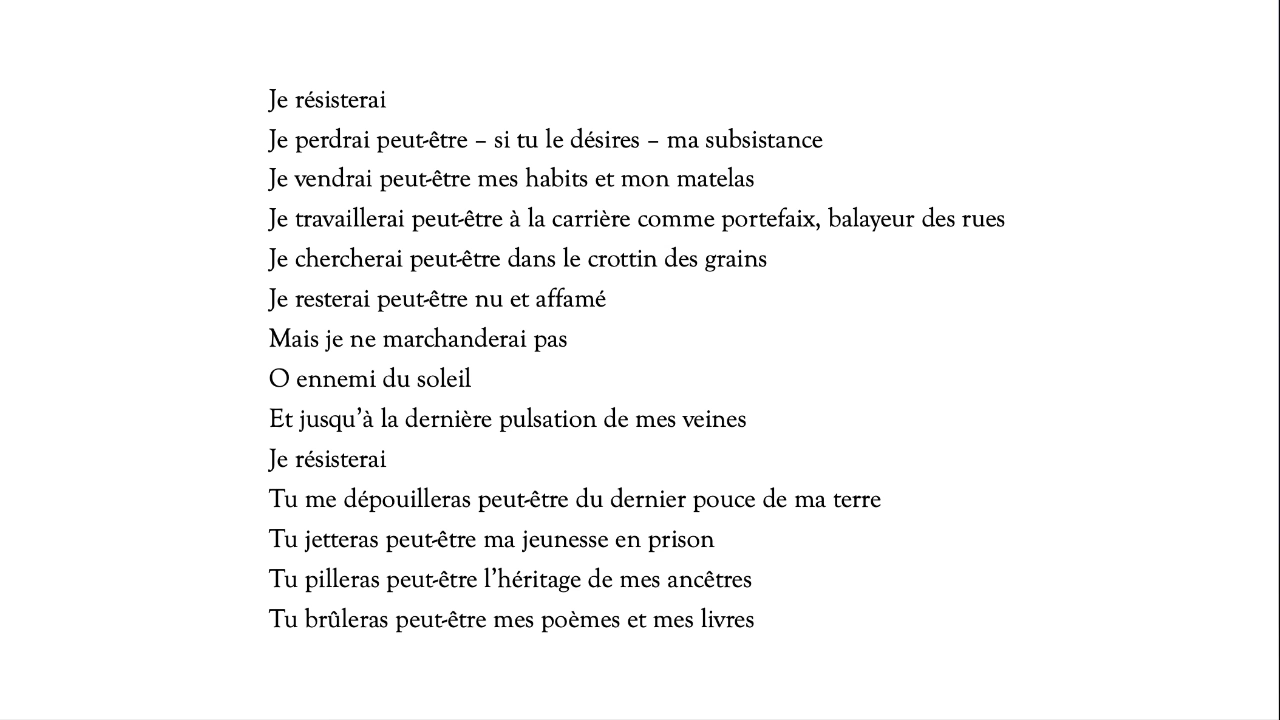 Je résisterai
Je perdrai peut-être – si tu le désires – ma subsistance
Je vendrai peut-être mes habits et mon matelas
Je travaillerai peut-être à la carrière comme portefaix, balayeur des rues
Je chercherai peut-être dans le crottin des grains
Je resterai peut-être nu et affamé
Mais je ne marchanderai pas
O ennemi du soleil
Et jusqu’à la dernière pulsation de mes veines
Je résisterai
Tu me dépouilleras peut-être du dernier pouce de ma terre
Tu jetteras peut-être ma jeunesse en prison
Tu pilleras peut-être l’héritage de mes ancêtres
Tu brûleras peut-être mes poèmes et mes livres